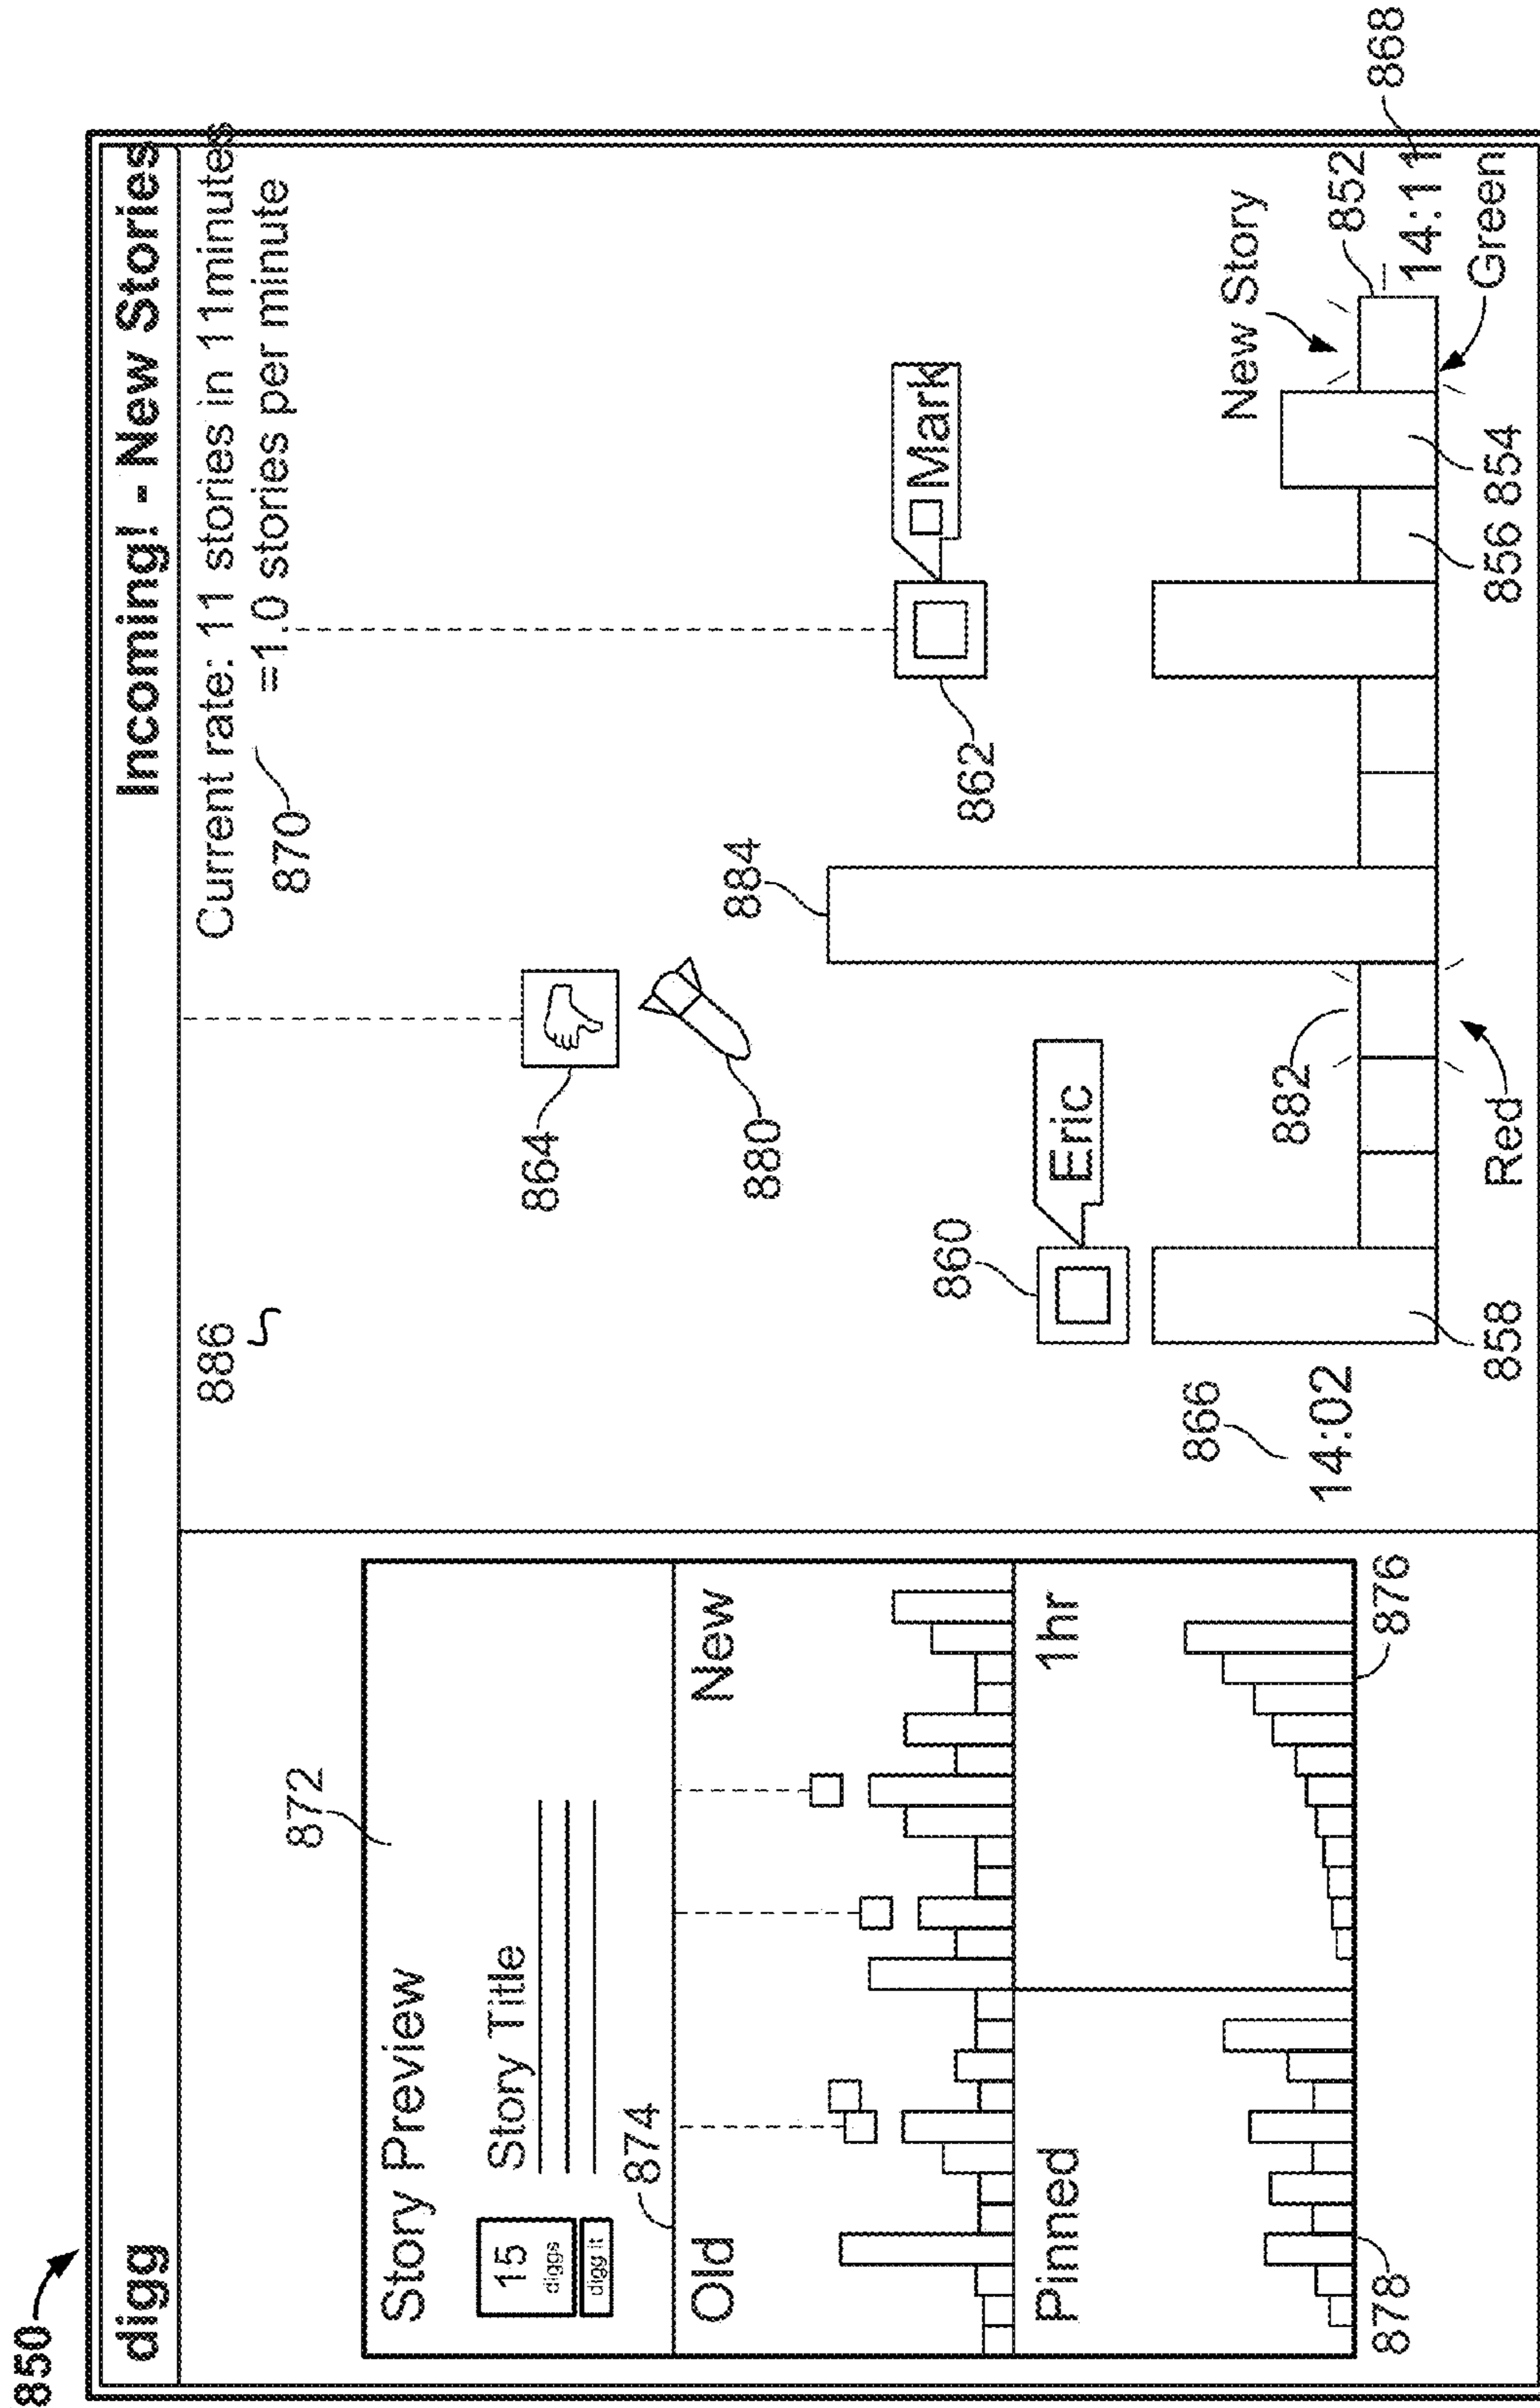 850
digg
Incoming! - New Stories
872
Story Preview
15
diggs
digg it
Story Title
874
Old
New
Pinned
1hr
878
876
886
Current rate: 11 stories in 11minutes
=1.0 stories per minute
870
864
880
884
862
Mark
860
Eric
882
866
14:02
858
Red
New Story
852
14:11
868
Green
856
854